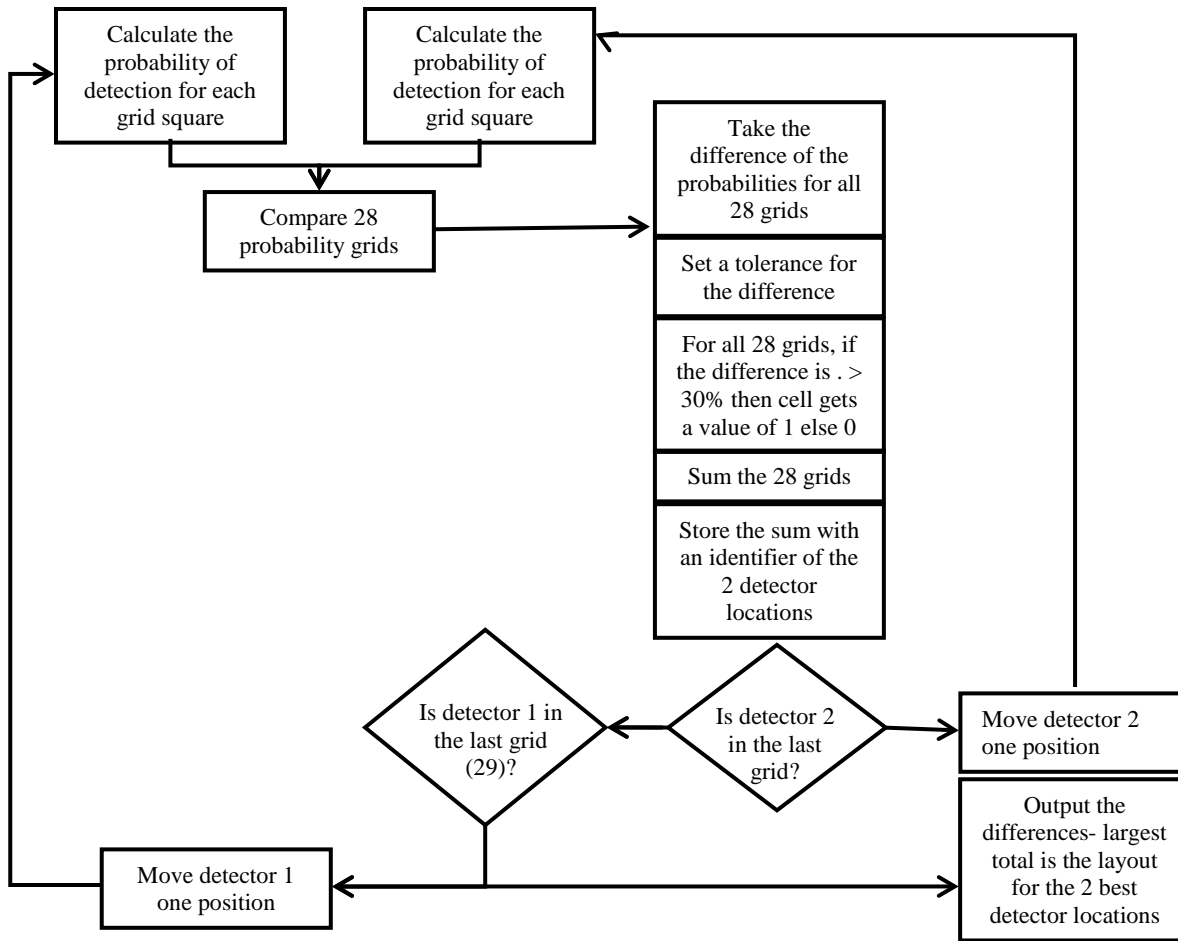 Calculate the
probability of
detection for each
grid square
Calculate the
probability of
detection for each
grid square
Compare 28
probability grids
Take the
difference of the
probabilities for all
28 grids
Set a tolerance for
the difference
For all 28 grids, if
the difference is . >
30% then cell gets
a value of 1 else 0
Sum the 28 grids
Store the sum with
an identifier of the
2 detector
locations
Is detector 1 in
the last grid
(29)?
Is detector 2
in the last
grid?
Move detector 2
one position
Move detector 1
one position
Output the
differences- largest
total is the layout
for the 2 best
detector locations